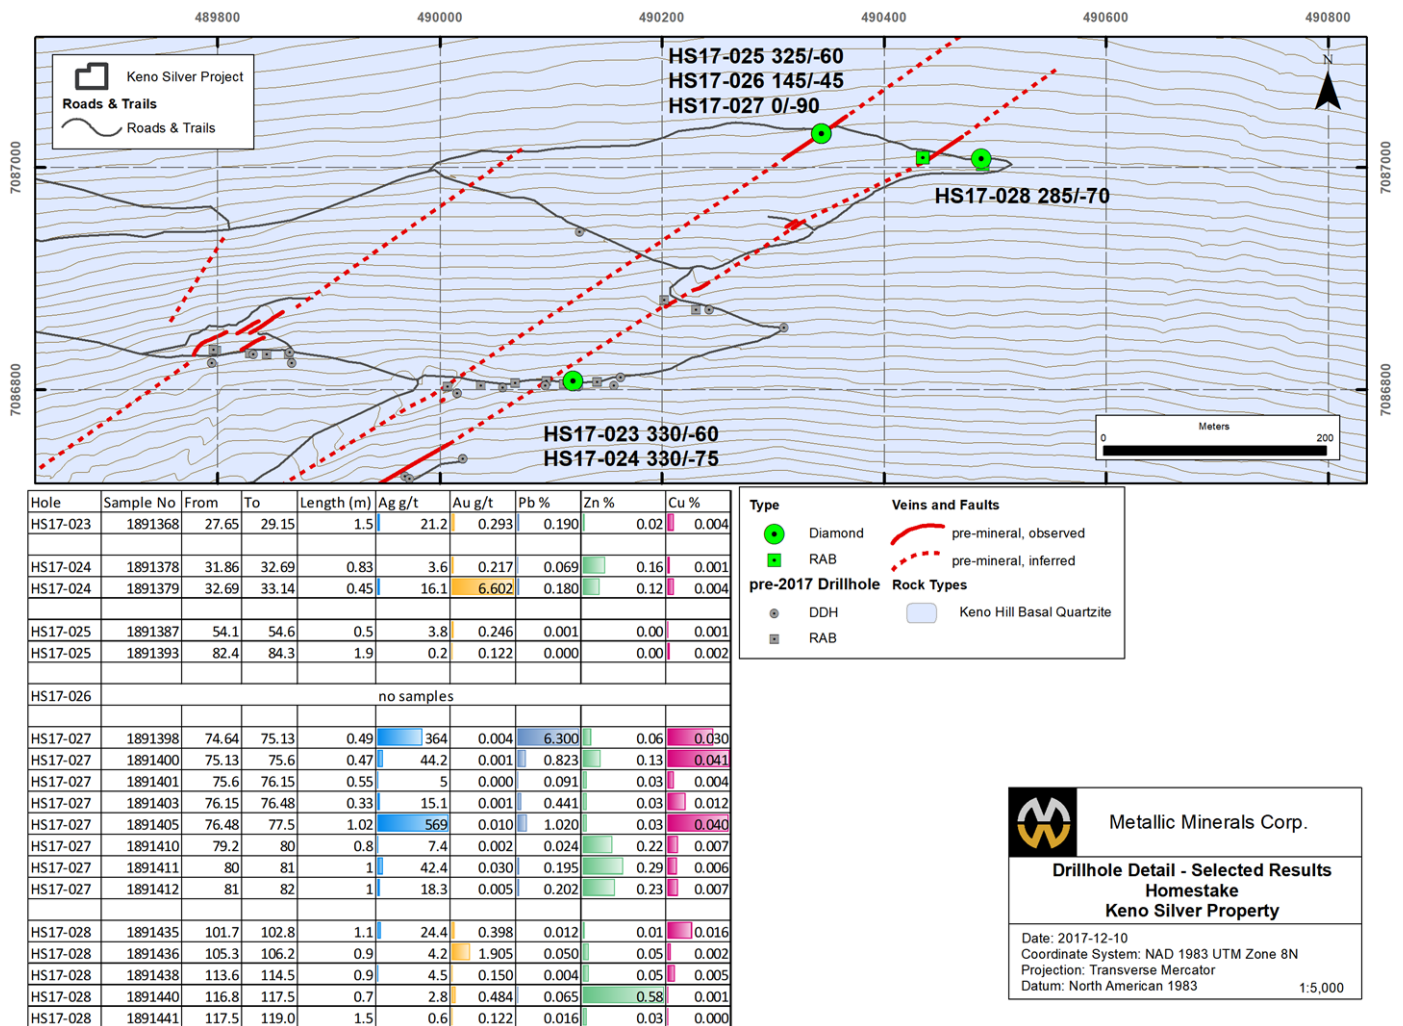 489800 490000 490200 490400 490600 490800
7087000
7086800
7087000
7086800
Keno Silver Project
Roads & Trails
Roads & Trails
HS17-025 325/-60
HS17-026 145/-45
HS17-027 0/-90
N
HS17-028 285/-70
HS17-023 330/-60
HS17-024 330/-75
Meters
0 200
Hole Sample No From To Length (m) Ag g/t Au g/t Pb % Zn % Cu %
HS17-023 1891368 27.65 29.15 1.5 21.2 0.293 0.190 0.02 0.004
HS17-024 1891378 31.86 32.69 0.83 3.6 0.217 0.069 0.16 0.001
HS17-024 1891379 32.69 33.14 0.45 16.1 6.602 0.180 0.12 0.004
HS17-025 1891387 54.1 54.6 0.5 3.8 0.246 0.001 0.00 0.001
HS17-025 1891393 82.4 84.3 1.9 0.2 0.122 0.000 0.00 0.002
HS17-026 no samples
HS17-027 1891398 74.64 75.13 0.49 364 0.004 6.300 0.06 0.030
HS17-027 1891400 75.13 75.6 0.47 44.2 0.001 0.823 0.13 0.041
HS17-027 1891401 75.6 76.15 0.55 5 0.000 0.091 0.03 0.004
HS17-027 1891403 76.15 76.48 0.33 15.1 0.001 0.441 0.03 0.012
HS17-027 1891405 76.48 77.5 1.02 569 0.010 1.020 0.03 0.040
HS17-027 1891410 79.2 80 0.8 7.4 0.002 0.024 0.22 0.007
HS17-027 1891411 80 81 1 42.4 0.030 0.195 0.29 0.006
HS17-027 1891412 81 82 1 18.3 0.005 0.202 0.23 0.007
HS17-028 1891435 101.7 102.8 1.1 24.4 0.398 0.012 0.01 0.016
HS17-028 1891436 105.3 106.2 0.9 4.2 1.905 0.050 0.05 0.002
HS17-028 1891438 113.6 114.5 0.9 4.5 0.150 0.004 0.05 0.005
HS17-028 1891440 116.8 117.5 0.7 2.8 0.484 0.065 0.58 0.001
HS17-028 1891441 117.5 119.0 1.5 0.6 0.122 0.016 0.03 0.000
Type
Diamond
RAB
pre-2017 Drillhole
DDH
RAB
Veins and Faults
pre-mineral, observed
pre-mineral, inferred
Rock Types
Keno Hill Basal Quartzite
Metallic Minerals Corp.
Drillhole Detail - Selected Results
Homestake
Keno Silver Property
Date: 2017-12-10
Coordinate System: NAD 1983 UTM Zone 8N
Projection: Transverse Mercator
Datum: North American 1983 1:5,000